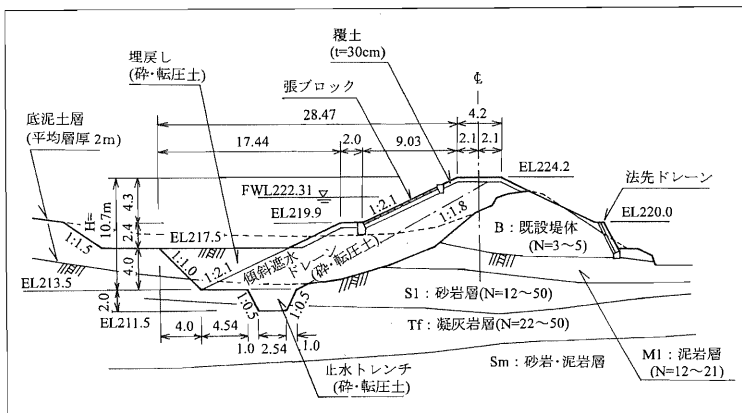 覆土
(t=30cm)
℄
埋戻し
(砕・転圧土)
張ブロック
28.47
4.2
底泥土層
(平均層厚2m)
17.44
2.0
9.03
2.1
2.1
EL224.2
法先ドレーン
FWL222.31
1:2.1
H=
10.7m
4.3
EL219.9
1:1.8
EL220.0
2.4
B：既設堤体
(N=3～5)
EL217.5
1:1.5
1:1.0
1:2.1
傾斜遮水
ドレーン
(砕・転圧土)
4.0
EL213.5
S1：砂岩層(N=12～50)
2.0
1:0.5
1:0.5
EL211.5
Tf：凝灰岩層(N=22～50)
4.0
4.54
1.0
2.54
1.0
Sm：砂岩・泥岩層
M1：泥岩層
(N=12～21)
止水トレンチ
(砕・転圧土)